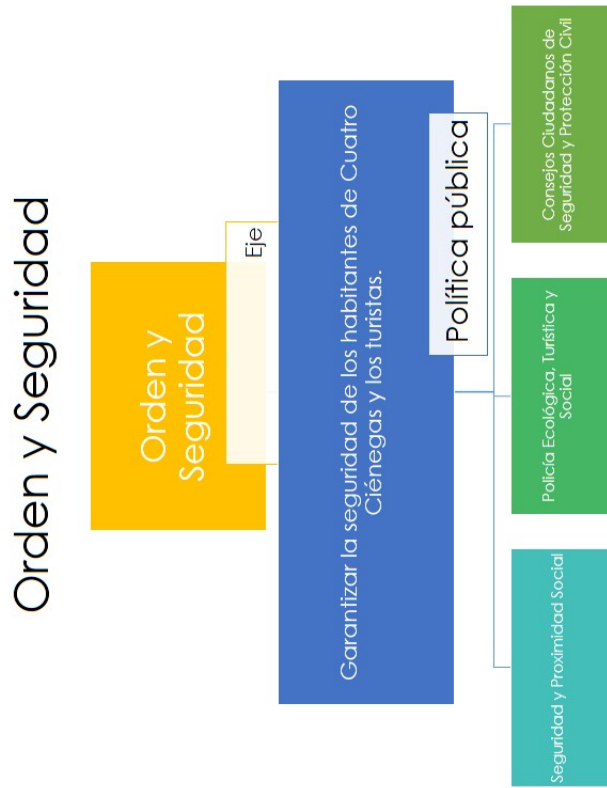 Orden y Seguridad
Orden y
Seguridad
Eje
Garantizar la seguridad de los habitantes de Cuatro
Ciénegas y los turistas.
Política pública
Seguridad y Proximidad Social
Policía Ecológica, Turística y
Social
Consejos Ciudadanos de
Seguridad y Protección Civil